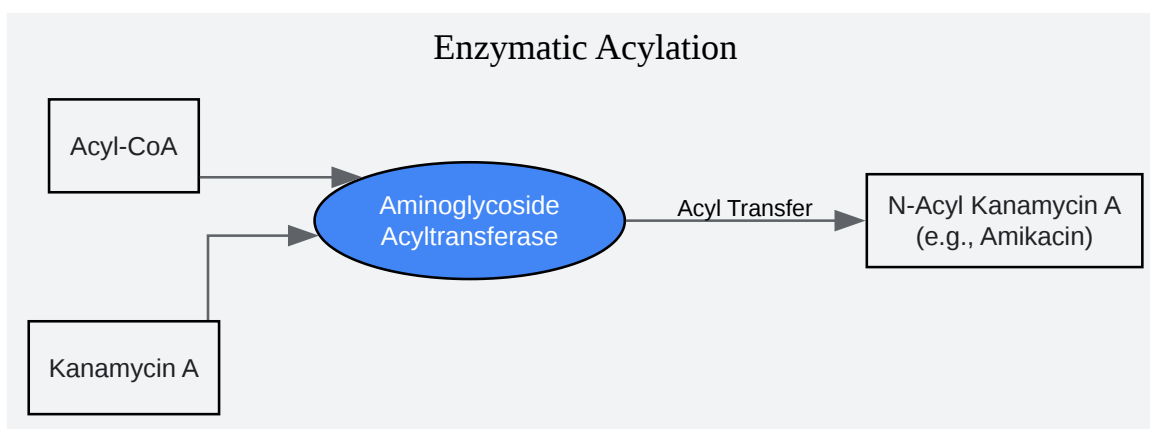 Enzymatic Acylation
Acyl-CoA
Aminoglycoside
Acyltransferase
Acyl Transfer
N-Acyl Kanamycin A
(e.g., Amikacin)
Kanamycin A